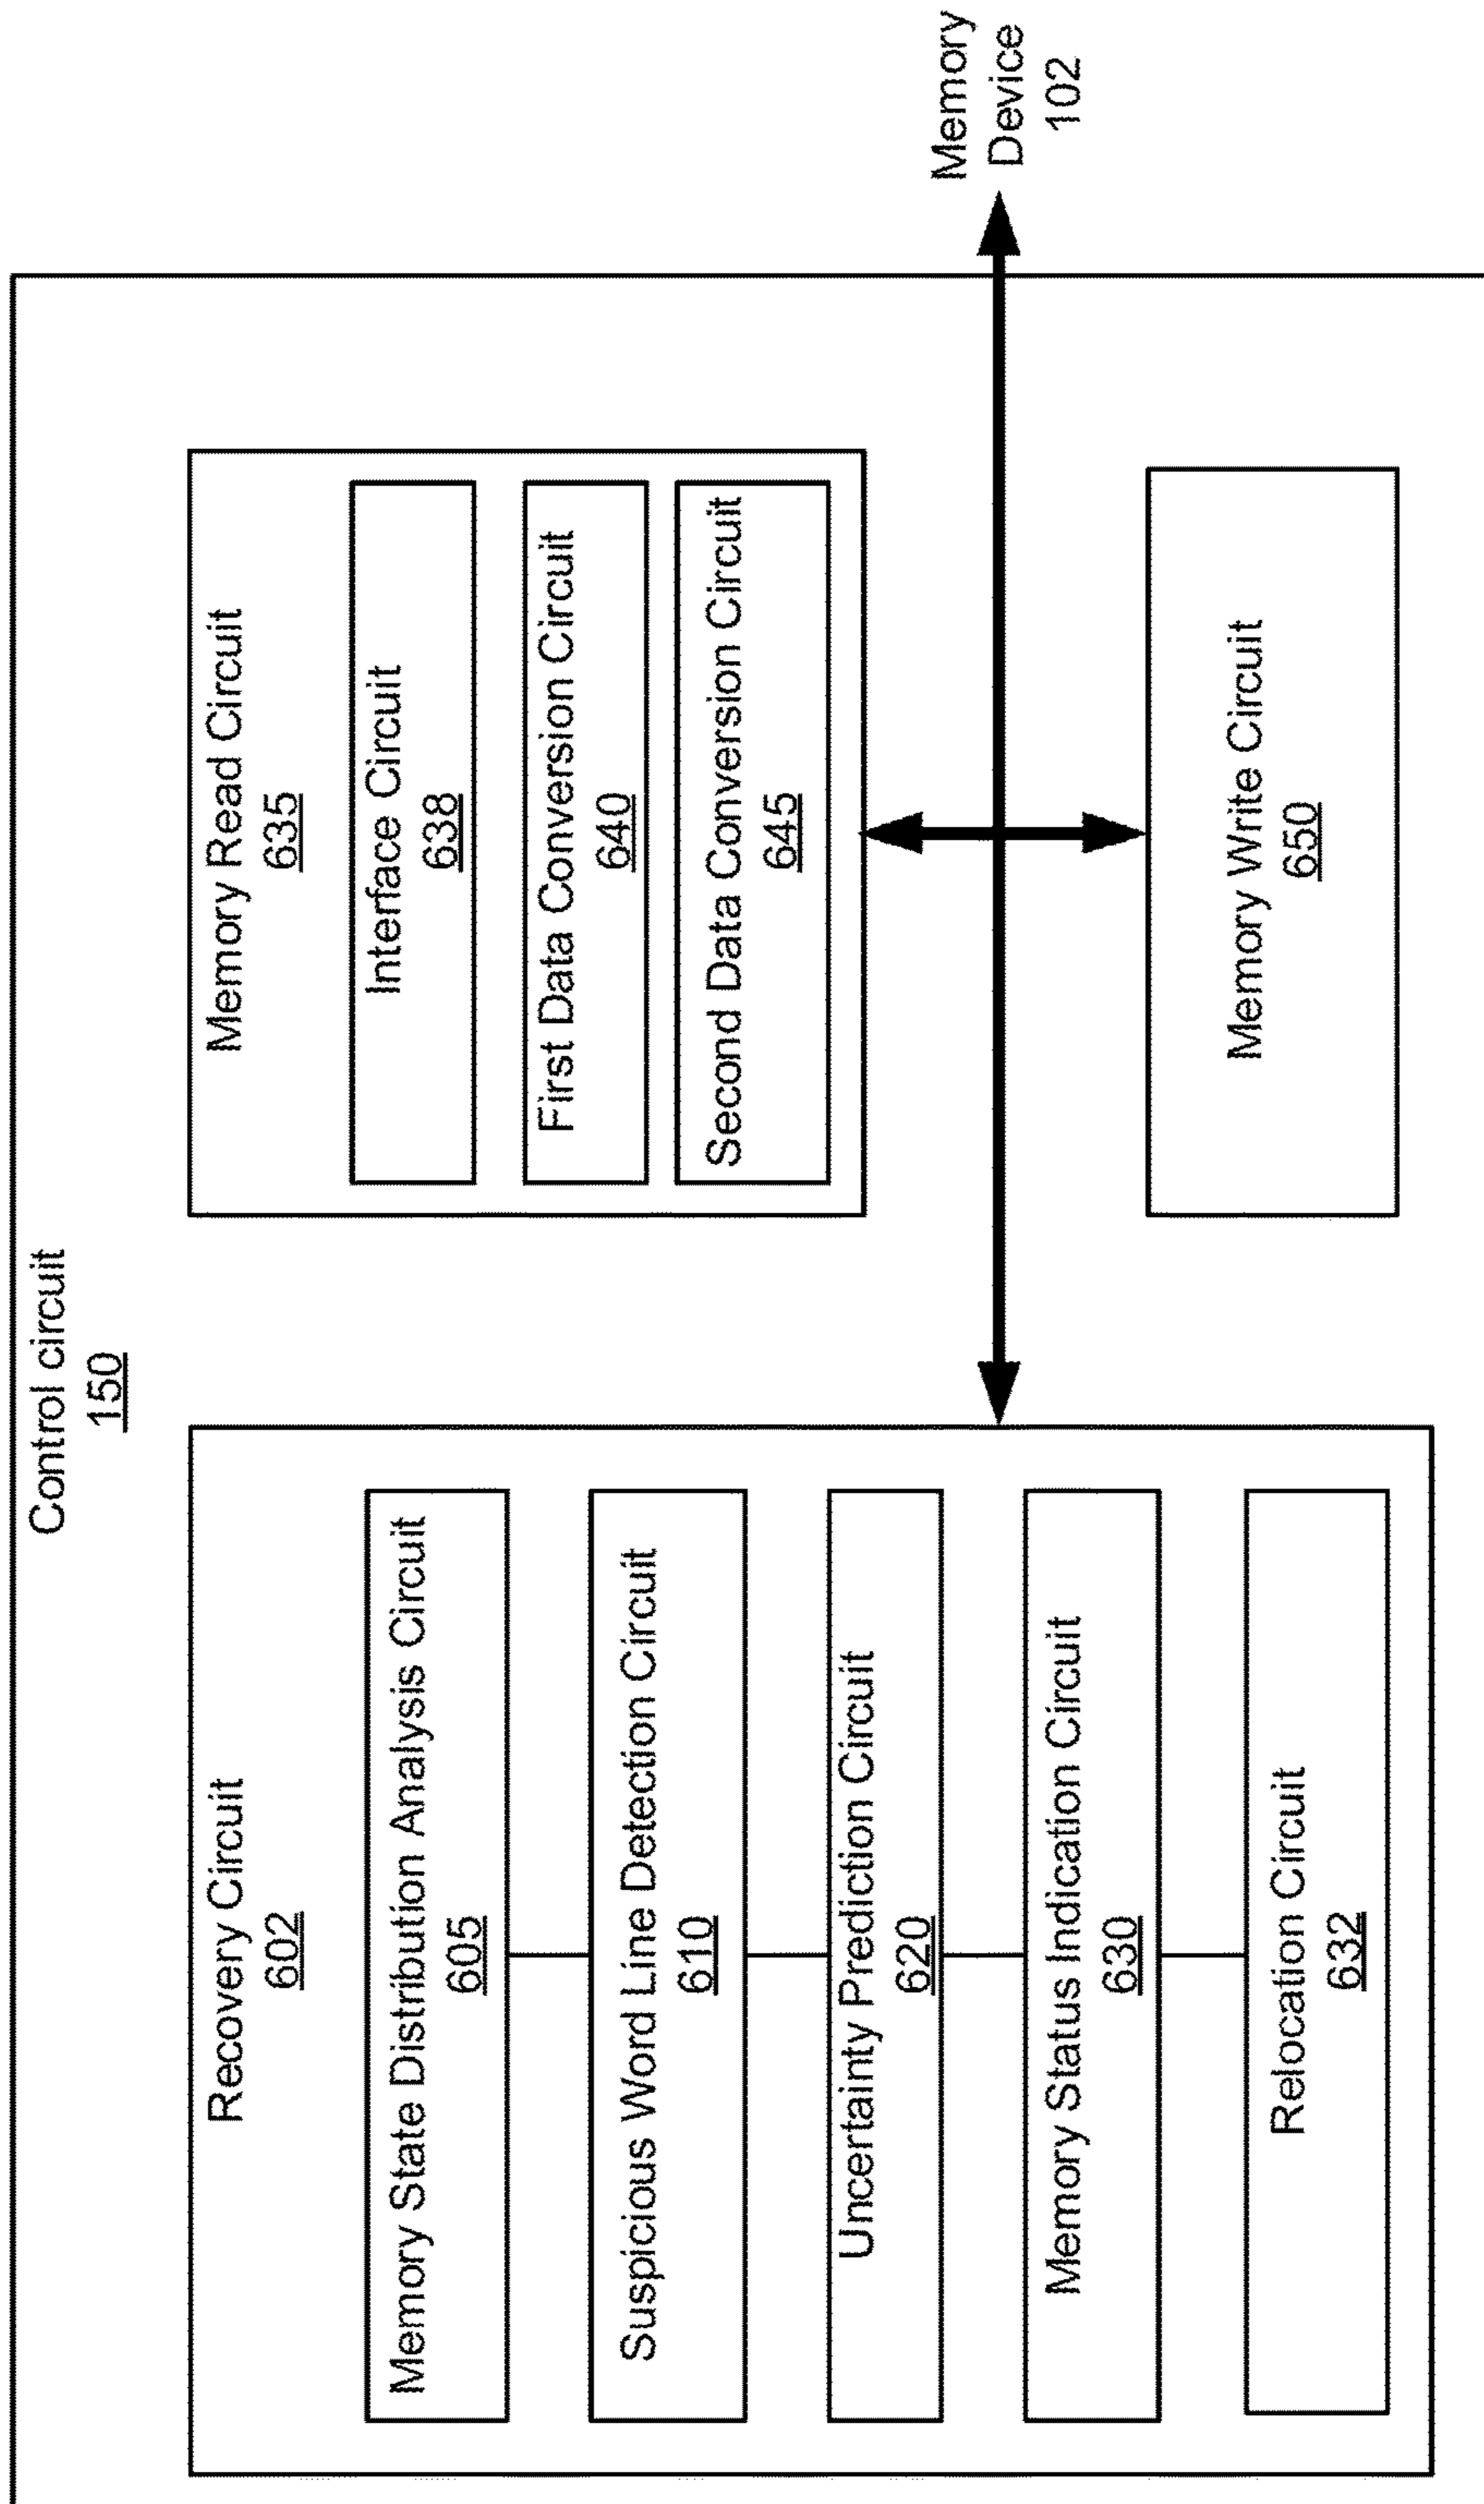 Control circuit
150
Recovery Circuit
602
Memory State Distribution Analysis Circuit
605
Suspicious Word Line Detection Circuit
610
Uncertainty Prediction Circuit
620
Memory Status Indication Circuit
630
Relocation Circuit
632
Memory Read Circuit
635
Interface Circuit
638
First Data Conversion Circuit
640
Second Data Conversion Circuit
645
Memory Write Circuit
650
Memory
Device
102